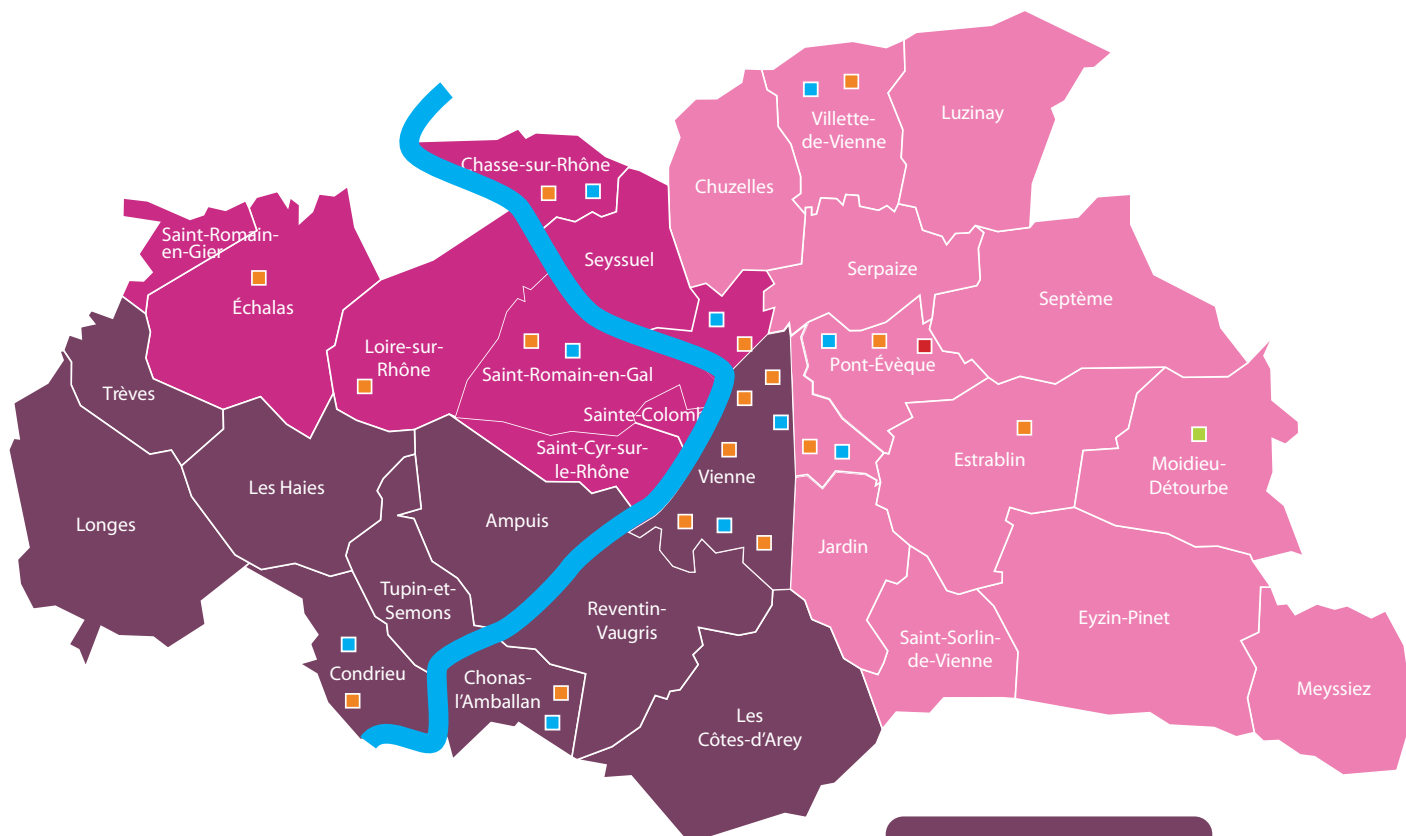 Luzinay
Villette-
de-Vienne
Chasse-sur-Rhône
Chuzelles
Saint-Romain-
en-Gier
Seyssuel
Serpaize
Échalas
Septème
Loire-sur-
Rhône
Saint-Romain-en-Gal
Pont-Évèque
Trèves
Sainte-Colomb
Saint-Cyr-sur-
le-Rhône
Vienne
Estrablin
Moidieu-
Détourbe
Les Haies
Longes
Ampuis
Jardin
Tupin-et-
Semons
Reventin-
Vaugris
Eyzin-Pinet
Saint-Sorlin-
de-Vienne
Condrieu
Chonas-
l'Amballan
Meyssiez
Les
Côtes-d'Arey